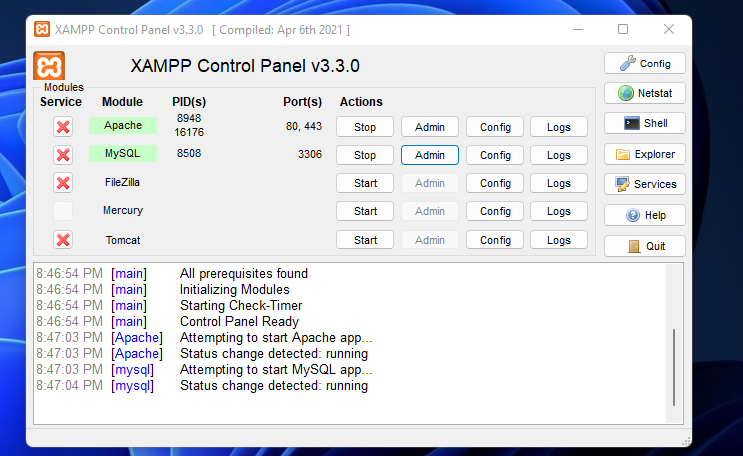 XAMPP Control Panel v3.3.0 [ Compiled: Apr 6th 2021 ]
XAMPP Control Panel v3.3.0
Config
Modules
Service Module PID(s) Port(s) Actions
Netstat
Apache 8948 16176 80, 443 Stop Admin Config Logs
Shell
MySQL 8508 3306 Stop Admin Config Logs
Explorer
FileZilla Start Admin Config Logs
Services
Mercury Start Admin Config Logs
Help
Tomcat Start Admin Config Logs
Quit
8:46:54 PM [main] All prerequisites found
8:46:54 PM [main] Initializing Modules
8:46:54 PM [main] Starting Check-Timer
8:46:54 PM [main] Control Panel Ready
8:47:03 PM [Apache] Attempting to start Apache app...
8:47:03 PM [Apache] Status change detected: running
8:47:03 PM [mysql] Attempting to start MySQL app...
8:47:04 PM [mysql] Status change detected: running